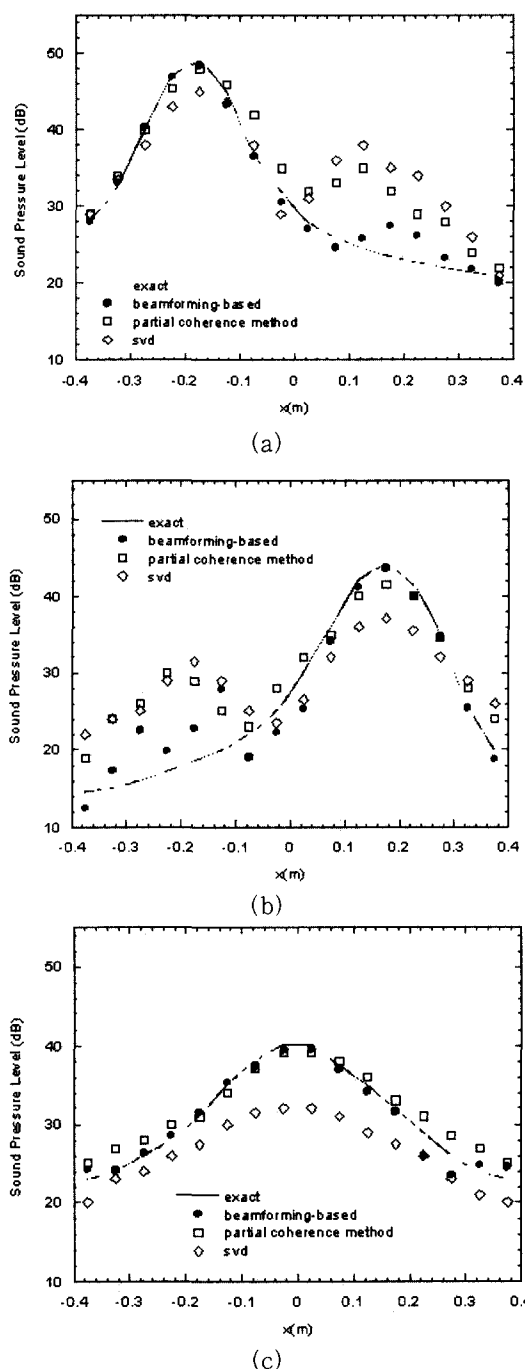 50
40
30
20
10
Sound Pressure Level (dB)
exact
beamforming-based
partial coherence method
svd
-0.4 -0.3 -0.2 -0.1 0 0.1 0.2 0.3 0.4
x(m)
(a)
50
40
30
20
10
Sound Pressure Level (dB)
exact
beamforming-based
partial coherence method
svd
-0.4 -0.3 -0.2 -0.1 0 0.1 0.2 0.3 0.4
x(m)
(b)
50
40
30
20
10
Sound Pressure Level (dB)
exact
beamforming-based
partial coherence method
svd
-0.4 -0.3 -0.2 -0.1 0 0.1 0.2 0.3 0.4
x(m)
(c)